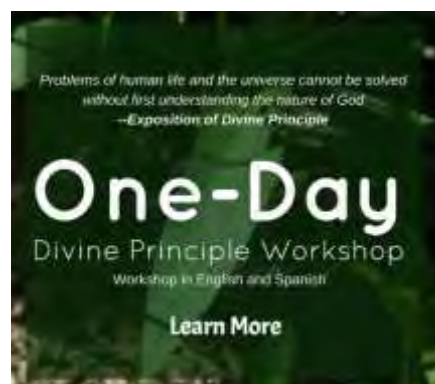 Problems of human life and the universe cannot be solved
without first understanding the nature of God
--Exposition of Divine Principle
One-Day
Divine Principle Workshop
Workshop in English and Spanish
Learn More